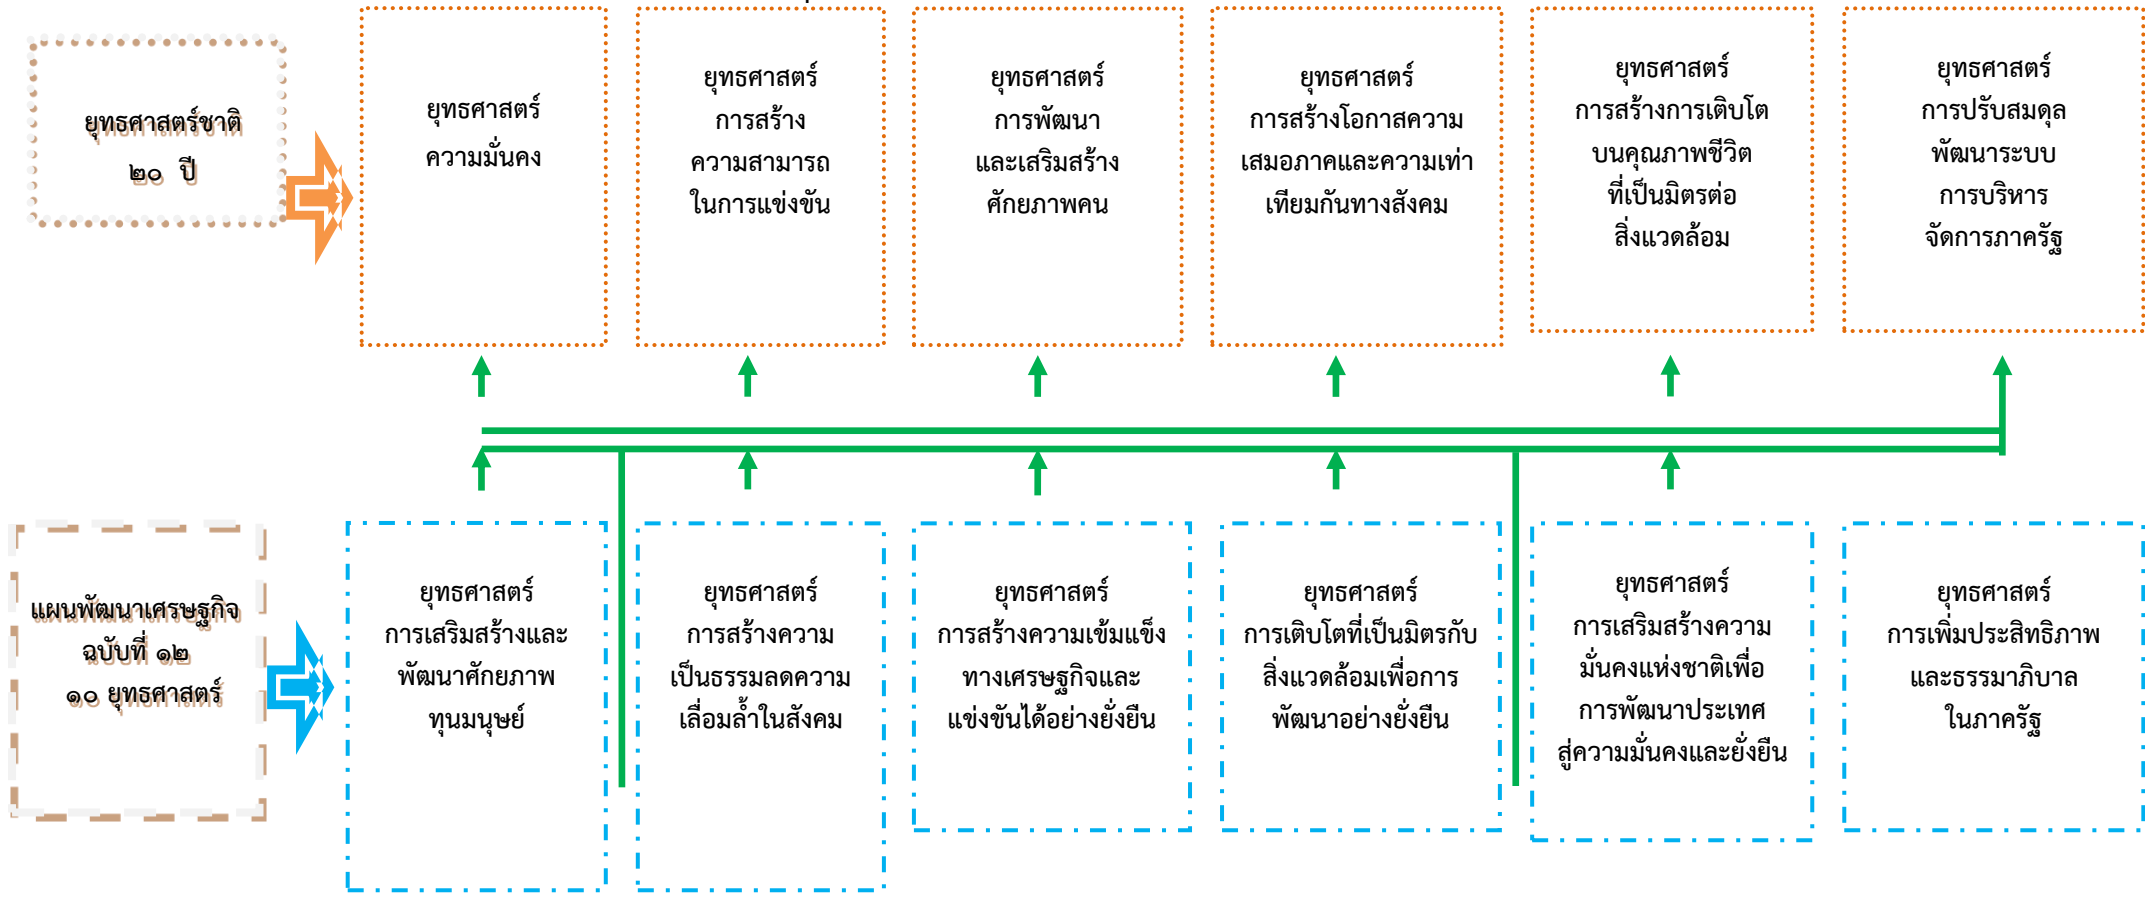 ยุทธศาสตร์ชาติ
๒๐ ปี
ยุทธศาสตร์
ความมั่นคง
ยุทธศาสตร์
การสร้าง
ความสามารถ
ในการแข่งขัน
ยุทธศาสตร์
การพัฒนา
และเสริมสร้าง
ศักยภาพคน
ยุทธศาสตร์
การสร้างโอกาสความ
เสมอภาคและความเท่า
เทียมกันทางสังคม
ยุทธศาสตร์
การสร้างการเติบโต
บนคุณภาพชีวิต
ที่เป็นมิตรต่อ
สิ่งแวดล้อม
ยุทธศาสตร์
การปรับสมดุล
พัฒนาระบบ
การบริหาร
จัดการภาครัฐ
แผนพัฒนาเศรษฐกิจ
ฉบับที่ ๑๒
๑๐ ยุทธศาสตร์
ยุทธศาสตร์
การเสริมสร้างและ
พัฒนาศักยภาพ
ทุนมนุษย์
ยุทธศาสตร์
การสร้างความ
เป็นธรรมลดความ
เลื่อมล้ำในสังคม
ยุทธศาสตร์
การสร้างความเข้มแข็ง
ทางเศรษฐกิจและ
แข่งขันได้อย่างยั่งยืน
ยุทธศาสตร์
การเติบโตที่เป็นมิตรกับ
สิ่งแวดล้อมเพื่อการ
พัฒนาอย่างยั่งยืน
ยุทธศาสตร์
การเสริมสร้างความ
มั่นคงแห่งชาติเพื่อ
การพัฒนาประเทศ
สู่ความมั่นคงและยั่งยืน
ยุทธศาสตร์
การเพิ่มประสิทธิภาพ
และธรรมาภิบาล
ในภาครัฐ